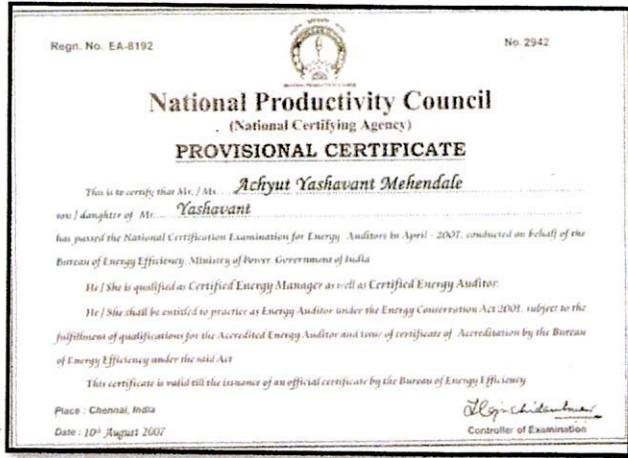 Regn. No. EA-8192
No. 2942
National Productivity Council
(National Certifying Agency)
PROVISIONAL CERTIFICATE
This is to certify that Mr. / Ms. Achyut Yashavant Mehendale
son / daughter of Mr. Yashavant
has passed the National Certification Examination for Energy Auditors in April - 2007, conducted on behalf of the
Bureau of Energy Efficiency, Ministry of Power, Government of India
He / She is qualified as Certified Energy Manager as well as Certified Energy Auditor.
He / She shall be entitled to practice as Energy Auditor under the Energy Conservation Act 2001, subject to the
fulfillment of qualifications for the Accredited Energy Auditor and issue of certificate of Accreditation by the Bureau
of Energy Efficiency under the said Act
This certificate is valid till the issuance of an official certificate by the Bureau of Energy Efficiency
Place : Chennai, India
Date : 10th August 2007
Controller of Examination